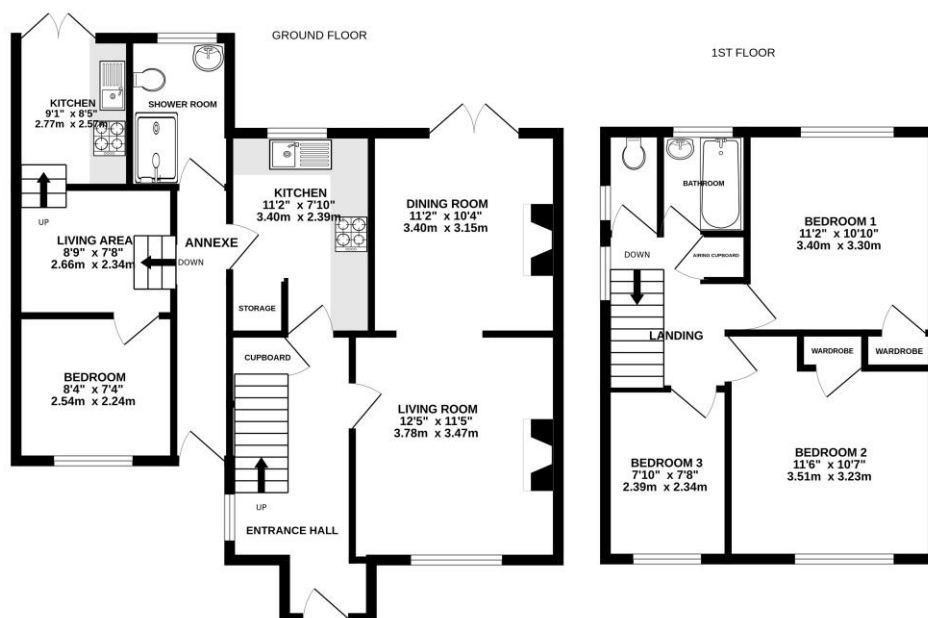 GROUND FLOOR
KITCHEN
9'1" x 8'5"
2.77m x 2.57m
SHOWER ROOM
UP
LIVING AREA
8'9" x 7'8"
2.66m x 2.34m
ANNEXE
DOWN
BEDROOM
8'4" x 7'4"
2.54m x 2.24m
KITCHEN
11'2" x 7'10"
3.40m x 2.39m
STORAGE
CUPBOARD
UP
ENTRANCE HALL
DINING ROOM
11'2" x 10'4"
3.40m x 3.15m
LIVING ROOM
12'5" x 11'5"
3.78m x 3.47m
1ST FLOOR
BATHROOM
AIRING CUPBOARD
DOWN
LANDING
BEDROOM 1
11'2" x 10'10"
3.40m x 3.30m
WARDROBE
WARDROBE
BEDROOM 2
11'6" x 10'7"
3.51m x 3.23m
BEDROOM 3
7'10" x 7'8"
2.39m x 2.34m